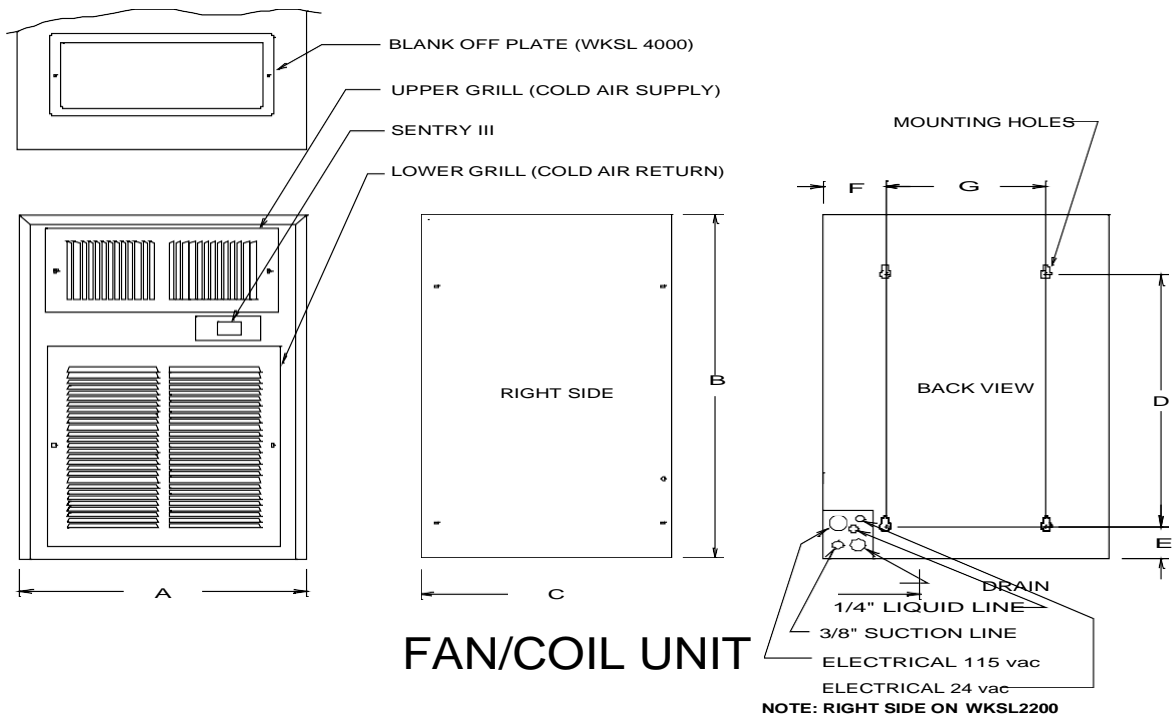 BLANK OFF PLATE (WKSL 4000)
UPPER GRILL (COLD AIR SUPPLY)
SENTRY III
LOWER GRILL (COLD AIR RETURN)
MOUNTING HOLES
F
G
RIGHT SIDE
B
BACK VIEW
D
E
A
C
DRAIN
1/4" LIQUID LINE
3/8" SUCTION LINE
FAN/COIL UNIT
ELECTRICAL 115 vac
ELECTRICAL 24 vac
NOTE: RIGHT SIDE ON WKSL2200